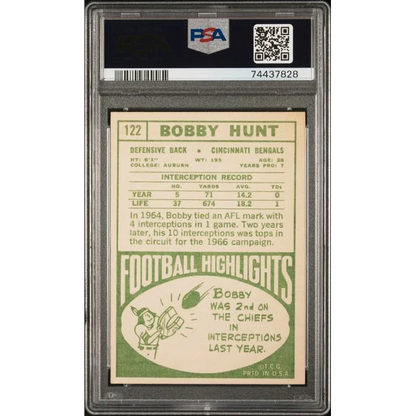 PSA
74437828
122 BOBBY HUNT
DEFENSIVE BACK • CINCINNATI BENGALS
HT: 6'1" WT: 193 AGE: 28
COLLEGE: AUBURN YEARS PRO: 7
INTERCEPTION RECORD
NO. YARDS AVG. TDs
YEAR 5 71 14.2 0
LIFE 37 674 18.2 1
In 1964, Bobby tied an AFL mark with
4 interceptions in 1 game. Two years
later, his 10 interceptions was tops in
the circuit for the 1966 campaign.
FOOTBALL HIGHLIGHTS
BOBBY
WAS 2ND ON
THE CHIEFS
IN
INTERCEPTIONS
LAST YEAR.
© T.C.G.
PRTD. IN U.S.A.